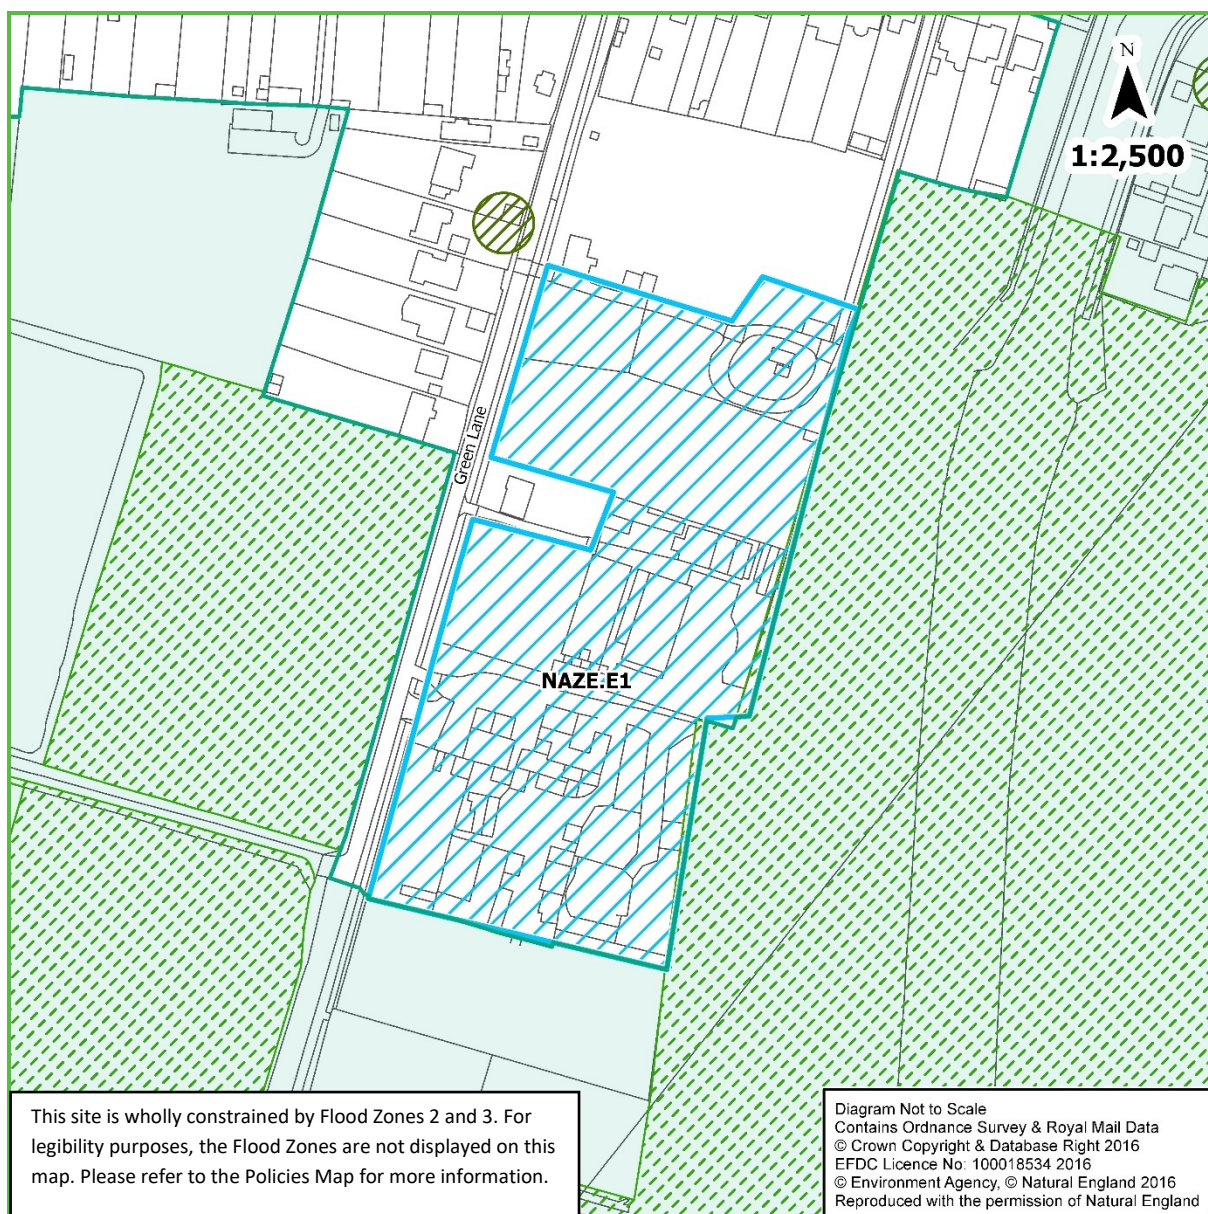 N
1:2,500
Green Lane
NAZE.E1
This site is wholly constrained by Flood Zones 2 and 3. For
legibility purposes, the Flood Zones are not displayed on this
map. Please refer to the Policies Map for more information.
Diagram Not to Scale
Contains Ordnance Survey & Royal Mail Data
© Crown Copyright & Database Right 2016
EFDC Licence No: 100018534 2016
© Environment Agency, © Natural England 2016
Reproduced with the permission of Natural England